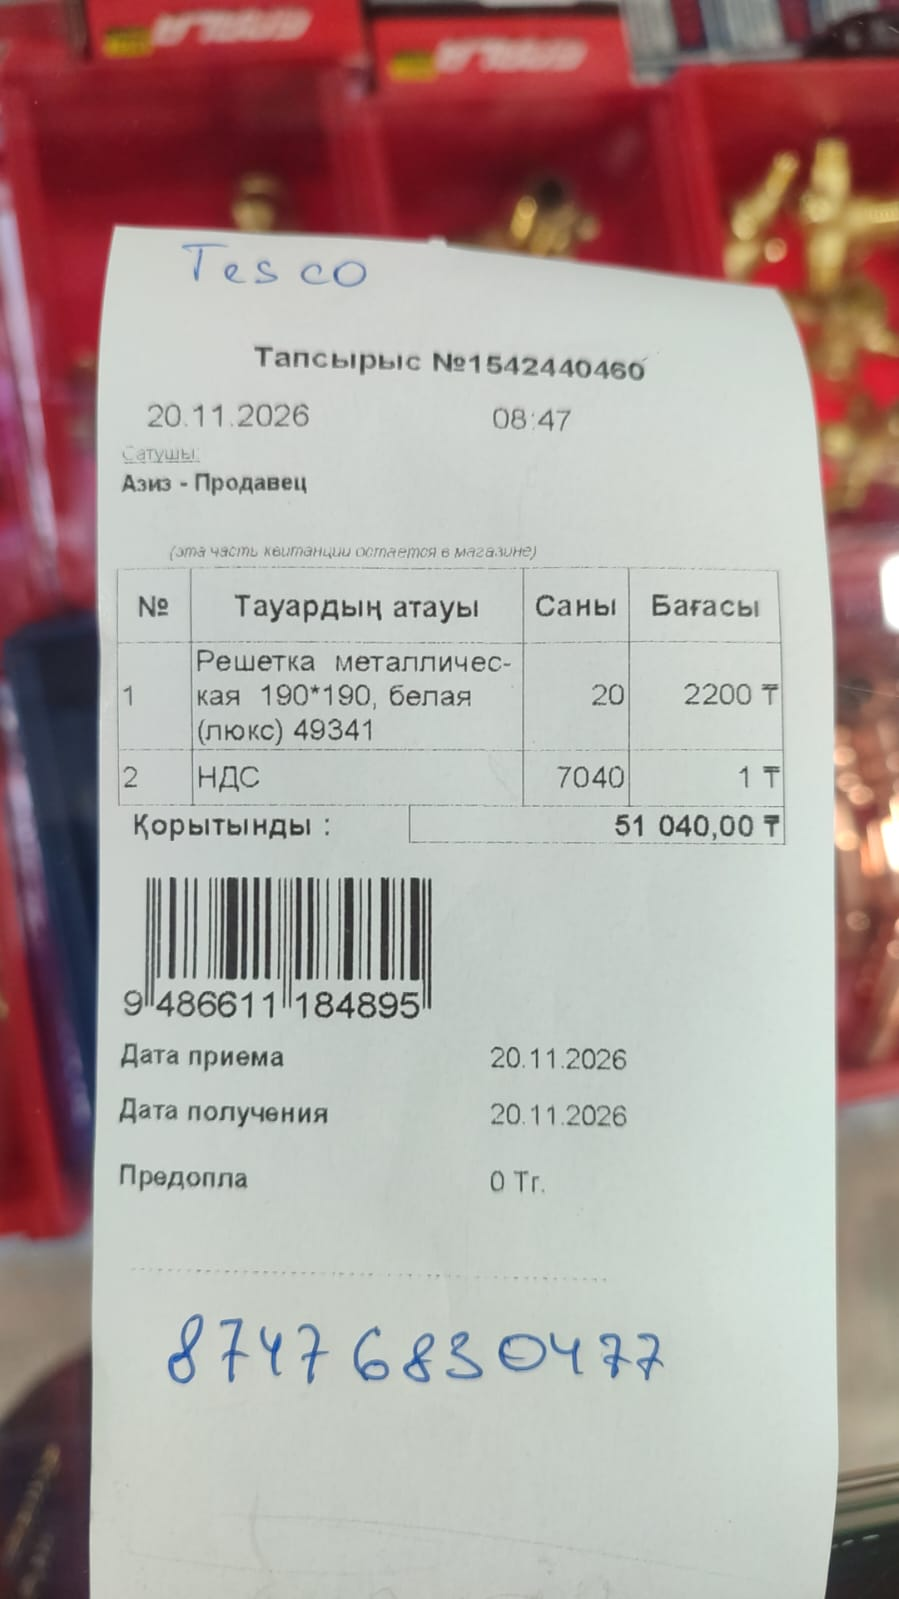 Tesco
Тапсырыс №1542440460
20.11.2026 08:47
Сатушы:
Азиз - Продавец
(эта часть квитанции остается в магазине)
№ Тауардың атауы Саны Бағасы
1 Решетка металличес-
кая 190*190, белая
(люкс) 49341 20 2200 ₸
2 НДС 7040 1 ₸
Қорытынды : 51 040,00 ₸
9 486611 184895
Дата приема 20.11.2026
Дата получения 20.11.2026
Предопла 0 Тг.
87476830477